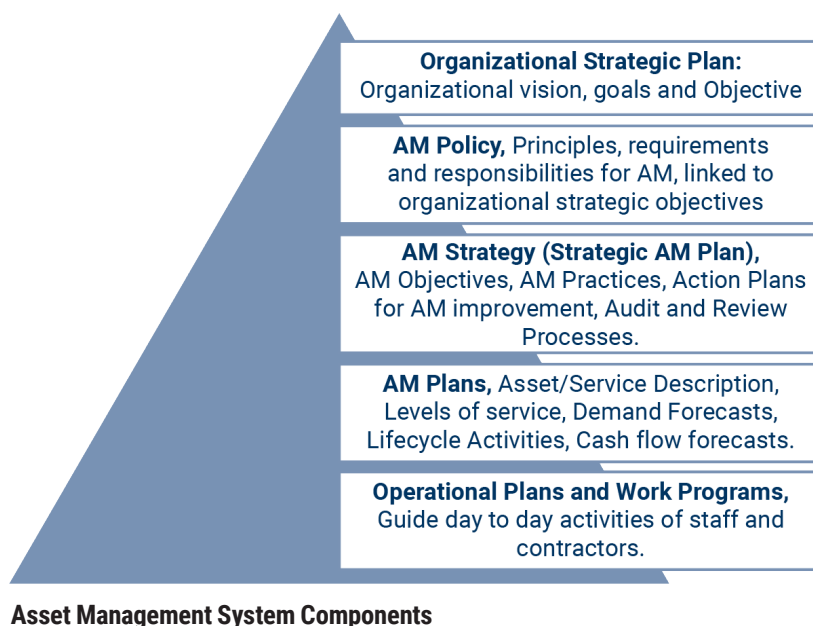 Organizational Strategic Plan:
Organizational vision, goals and Objective
AM Policy, Principles, requirements
and responsibilities for AM, linked to
organizational strategic objectives
AM Strategy (Strategic AM Plan),
AM Objectives, AM Practices, Action Plans
for AM improvement, Audit and Review
Processes.
AM Plans, Asset/Service Description,
Levels of service, Demand Forecasts,
Lifecycle Activities, Cash flow forecasts.
Operational Plans and Work Programs,
Guide day to day activities of staff and
contractors.
Asset Management System Components